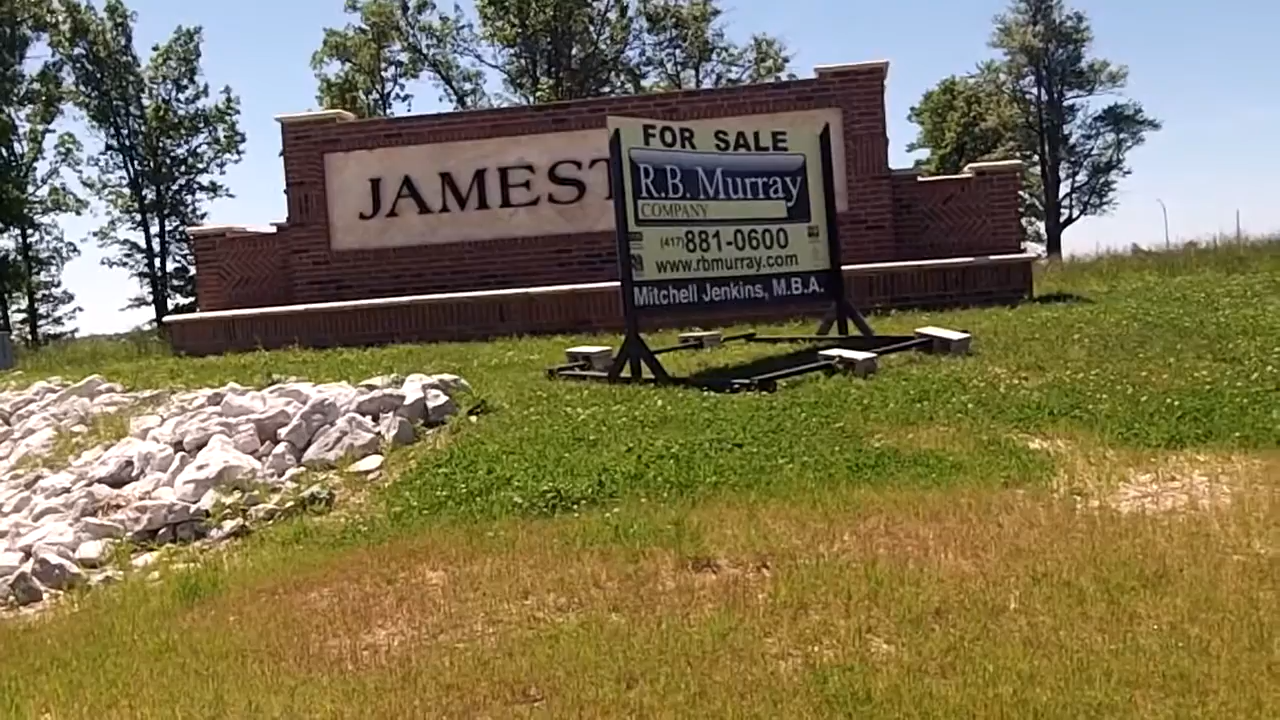 JAMEST
FOR SALE
R.B. Murray
COMPANY
(417) 881-0600
www.rbmurray.com
Mitchell Jenkins, M.B.A.